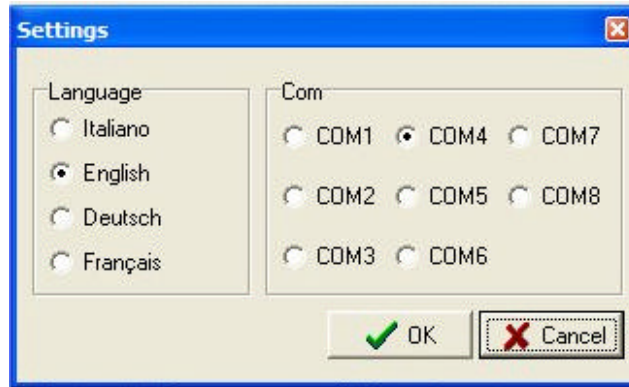 Settings
Language
Italiano
English
Deutsch
Français
Com
COM1 COM4 COM7
COM2 COM5 COM8
COM3 COM6
OK Cancel